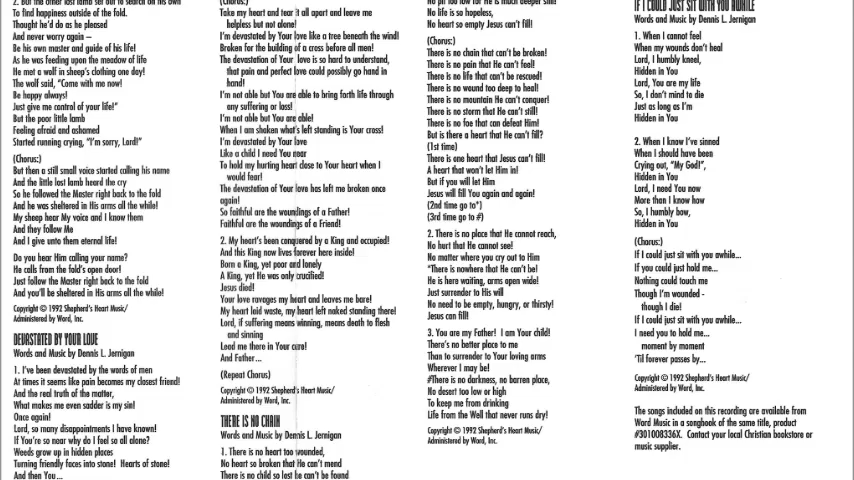 2. But the other lost lamb set out to search on his own
To find happiness outside of the fold.
Thought he'd do as he pleased
And never worry again –
Be his own master and guide of his life!
As he was feeding upon the meadow of life
He met a wolf in sheep's clothing one day!
The wolf said, "Come with me now!
Be happy always!
Just give me control of your life!"
But the poor little lamb
Feeling afraid and ashamed
Started running crying, "I'm sorry, Lord!"
(Chorus:)
But then a still small voice started calling his name
And the little lost lamb heard the cry
So he followed the Master right back to the fold
And he was sheltered in His arms all the while!
My sheep hear My voice and I know them
And they follow Me
And I give unto them eternal life!
Do you hear Him calling your name?
He calls from the fold's open door!
Just follow the Master right back to the fold
And you'll be sheltered in His arms all the while!
Copyright © 1992 Shepherd's Heart Music/
Administered by Word, Inc.
DEVASTATED BY YOUR LOVE
Words and Music by Dennis L. Jernigan
1. I've been devastated by the words of men
At times it seems like pain becomes my closest friend!
And the real truth of the matter,
What makes me even sadder is my sin!
Once again!
Lord, so many disappointments I have known!
If You're so near why do I feel so all alone?
Weeds grow up in hidden places
Turning friendly faces into stone! Hearts of stone!
And then You...
(Chorus:)
Take my heart and tear it all apart and leave me
helpless but not alone!
I'm devastated by Your love like a tree beneath the wind!
Broken for the building of a cross before all men!
The devastation of Your love is so hard to understand,
that pain and perfect love could possibly go hand in
hand!
I'm not able but You are able to bring forth life through
any suffering or loss!
I'm not able but You are able!
When I am shaken what's left standing is Your cross!
I'm devastated by Your love
Like a child I need You near
To hold my hurting heart close to Your heart when I
would fear!
The devastation of Your love has left me broken once
again!
So faithful are the woundings of a Father!
Faithful are the woundings of a Friend!
2. My heart's been conquered by a King and occupied!
And this King now lives forever here inside!
Born a King, yet poor and lonely
A King, yet He was only crucified!
Jesus died!
Your love ravages my heart and leaves me bare!
My heart laid waste, my heart left naked standing there!
Lord, if suffering means winning, means death to flesh
and sinning
Lead me there in Your care!
And Father...
(Repeat Chorus)
Copyright © 1992 Shepherd's Heart Music/
Administered by Word, Inc.
THERE IS NO CHAIN
Words and Music by Dennis L. Jernigan
1. There is no heart too wounded,
No heart so broken that He can't mend
There is no child so lost he can't be found
No pit too low for He is much deeper still!
No life is so hopeless,
No heart so empty Jesus can't fill!
(Chorus:)
There is no chain that can't be broken!
There is no pain that He can't feel!
There is no life that can't be rescued!
There is no wound too deep to heal!
There is no mountain He can't conquer!
There is no storm that He can't still!
There is no foe that can defeat Him!
But is there a heart that He can't fill?
(1st time)
There is one heart that Jesus can't fill!
A heart that won't let Him in!
But if you will let Him
Jesus will fill You again and again!
(2nd time go to*)
(3rd time go to #)
2. There is no place that He cannot reach,
No hurt that He cannot see!
No matter where you cry out to Him
*There is nowhere that He can't be!
He is here waiting, arms open wide!
Just surrender to His will
No need to be empty, hungry, or thirsty!
Jesus can fill!
3. You are my Father! I am Your child!
There's no better place to me
Than to surrender to Your loving arms
Wherever I may be!
#There is no darkness, no barren place,
No desert too low or high
To keep me from drinking
Life from the Well that never runs dry!
Copyright © 1992 Shepherd's Heart Music/
Administered by Word, Inc.
IF I COULD JUST SIT WITH YOU AWHILE
Words and Music by Dennis L. Jernigan
1. When I cannot feel
When my wounds don't heal
Lord, I humbly kneel,
Hidden in You
Lord, You are my life
So, I don't mind to die
Just as long as I'm
Hidden in You
2. When I know I've sinned
When I should have been
Crying out, "My God!",
Hidden in You
Lord, I need You now
More than I know how
So, I humbly bow,
Hidden in You
(Chorus:)
If I could just sit with you awhile...
If you could just hold me...
Nothing could touch me
Though I'm wounded -
though I die!
If I could just sit with you awhile...
I need you to hold me...
moment by moment
'Til forever passes by...
Copyright © 1992 Shepherd's Heart Music/
Administered by Word, Inc.
The songs included on this recording are available from
Word Music in a songbook of the same title, product
#301008336X. Contact your local Christian bookstore or
music supplier.